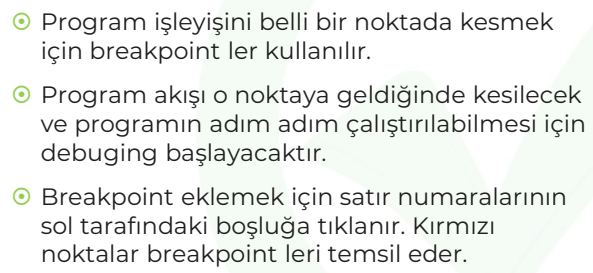 Program işleyişini belli bir noktada kesmek
için breakpoint ler kullanılır.
Program akışı o noktaya geldiğinde kesilecek
ve programın adım adım çalıştırılabilmesi için
debuging başlayacaktır.
Breakpoint eklemek için satır numaralarının
sol tarafındaki boşluğa tıklanır. Kırmızı
noktalar breakpoint leri temsil eder.